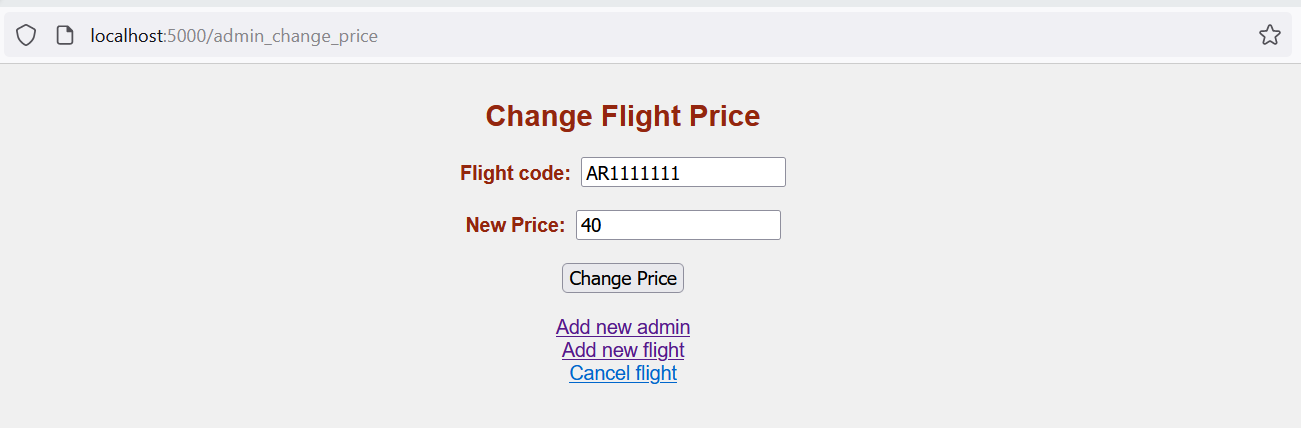 localhost:5000/admin_change_price
Change Flight Price
Flight code: AR1111111
New Price: 40
Change Price
Add new admin
Add new flight
Cancel flight